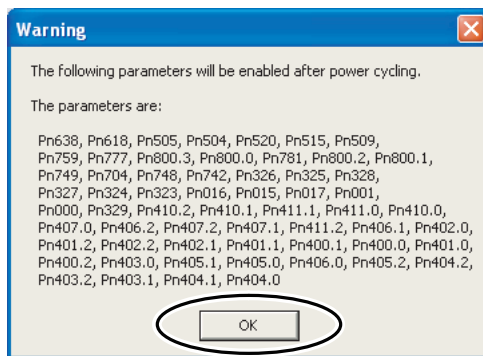 Warning
The following parameters will be enabled after power cycling.
The parameters are:
Pn638, Pn618, Pn505, Pn504, Pn520, Pn515, Pn509,
Pn759, Pn777, Pn800.3, Pn800.0, Pn781, Pn800.2, Pn800.1,
Pn749, Pn704, Pn748, Pn742, Pn326, Pn325, Pn328,
Pn327, Pn324, Pn323, Pn016, Pn015, Pn017, Pn001,
Pn000, Pn329, Pn410.2, Pn410.1, Pn411.1, Pn411.0, Pn410.0,
Pn407.0, Pn406.2, Pn407.2, Pn407.1, Pn411.2, Pn406.1, Pn402.0,
Pn401.2, Pn402.2, Pn402.1, Pn401.1, Pn400.1, Pn400.0, Pn401.0,
Pn400.2, Pn403.0, Pn405.1, Pn405.0, Pn406.0, Pn405.2, Pn404.2,
Pn403.2, Pn403.1, Pn404.1, Pn404.0
OK